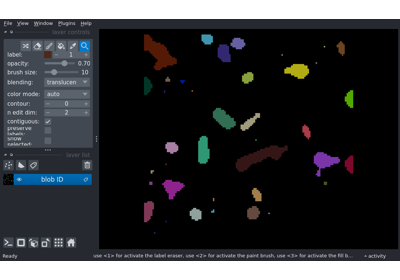 File View Window Plugins Help
layer controls
label: 1
opacity: 0.70
brush size: 10
blending: translucen
color mode: auto
contour: 0
n edit dim: 2
contiguous:
preserve
labels:
show
selected:
layer list
blob ID
Ready
use <1> for activate the label eraser, use <2> for activate the paint brush, use <3> for activate the fill b...
activity